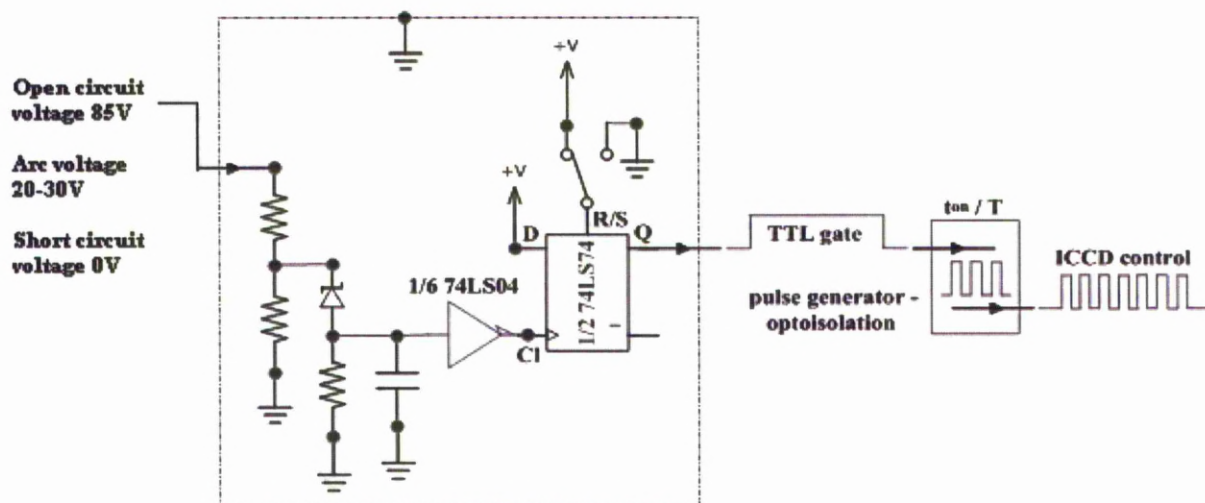 Open circuit
voltage 85V
Arc voltage
20-30V
Short circuit
voltage 0V
+V
+V
R/S
D
Q
1/6 74LS04
C1
1/2 74LS74
TTL gate
pulse generator -
optoisolation
ton / T
ICCD control